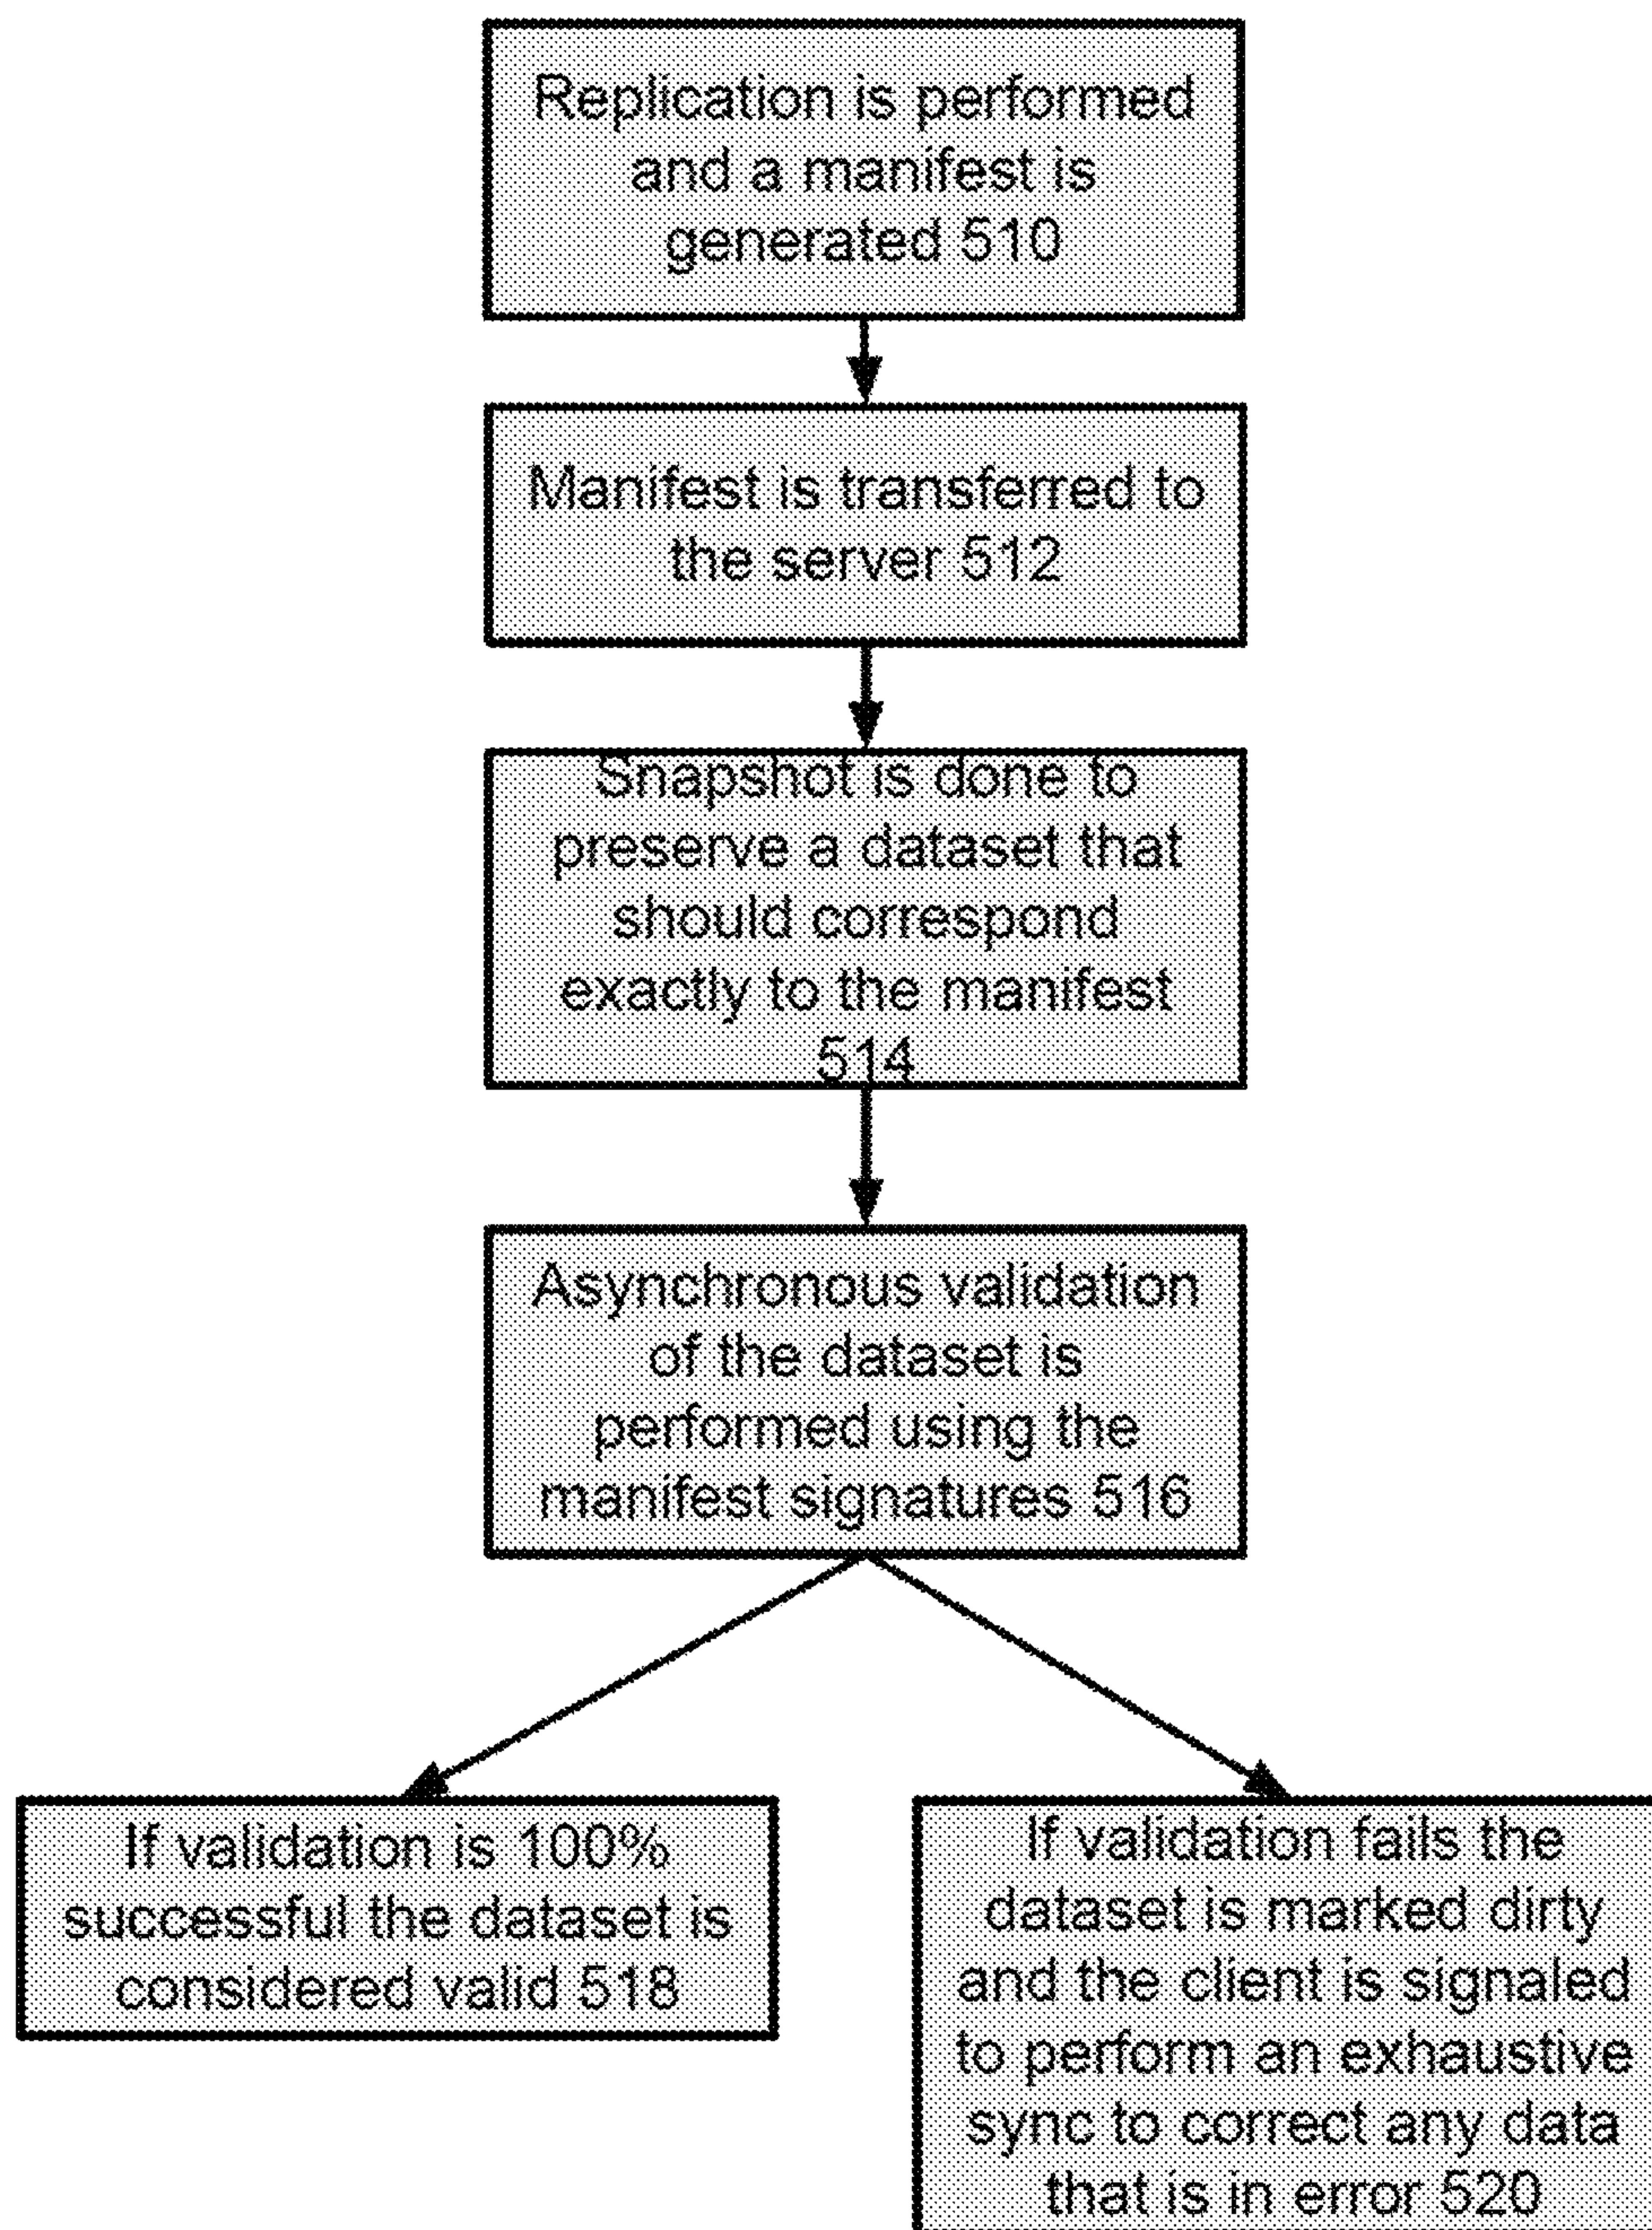 Replication is performed
and a manifest is
generated 510
Manifest is transferred to
the server 512
Snapshot is done to
preserve a dataset that
should correspond
exactly to the manifest
514
Asynchronous validation
of the dataset is
performed using the
manifest signatures 516
If validation is 100%
successful the dataset is
considered valid 518
If validation fails the
dataset is marked dirty
and the client is signaled
to perform an exhaustive
sync to correct any data
that is in error 520